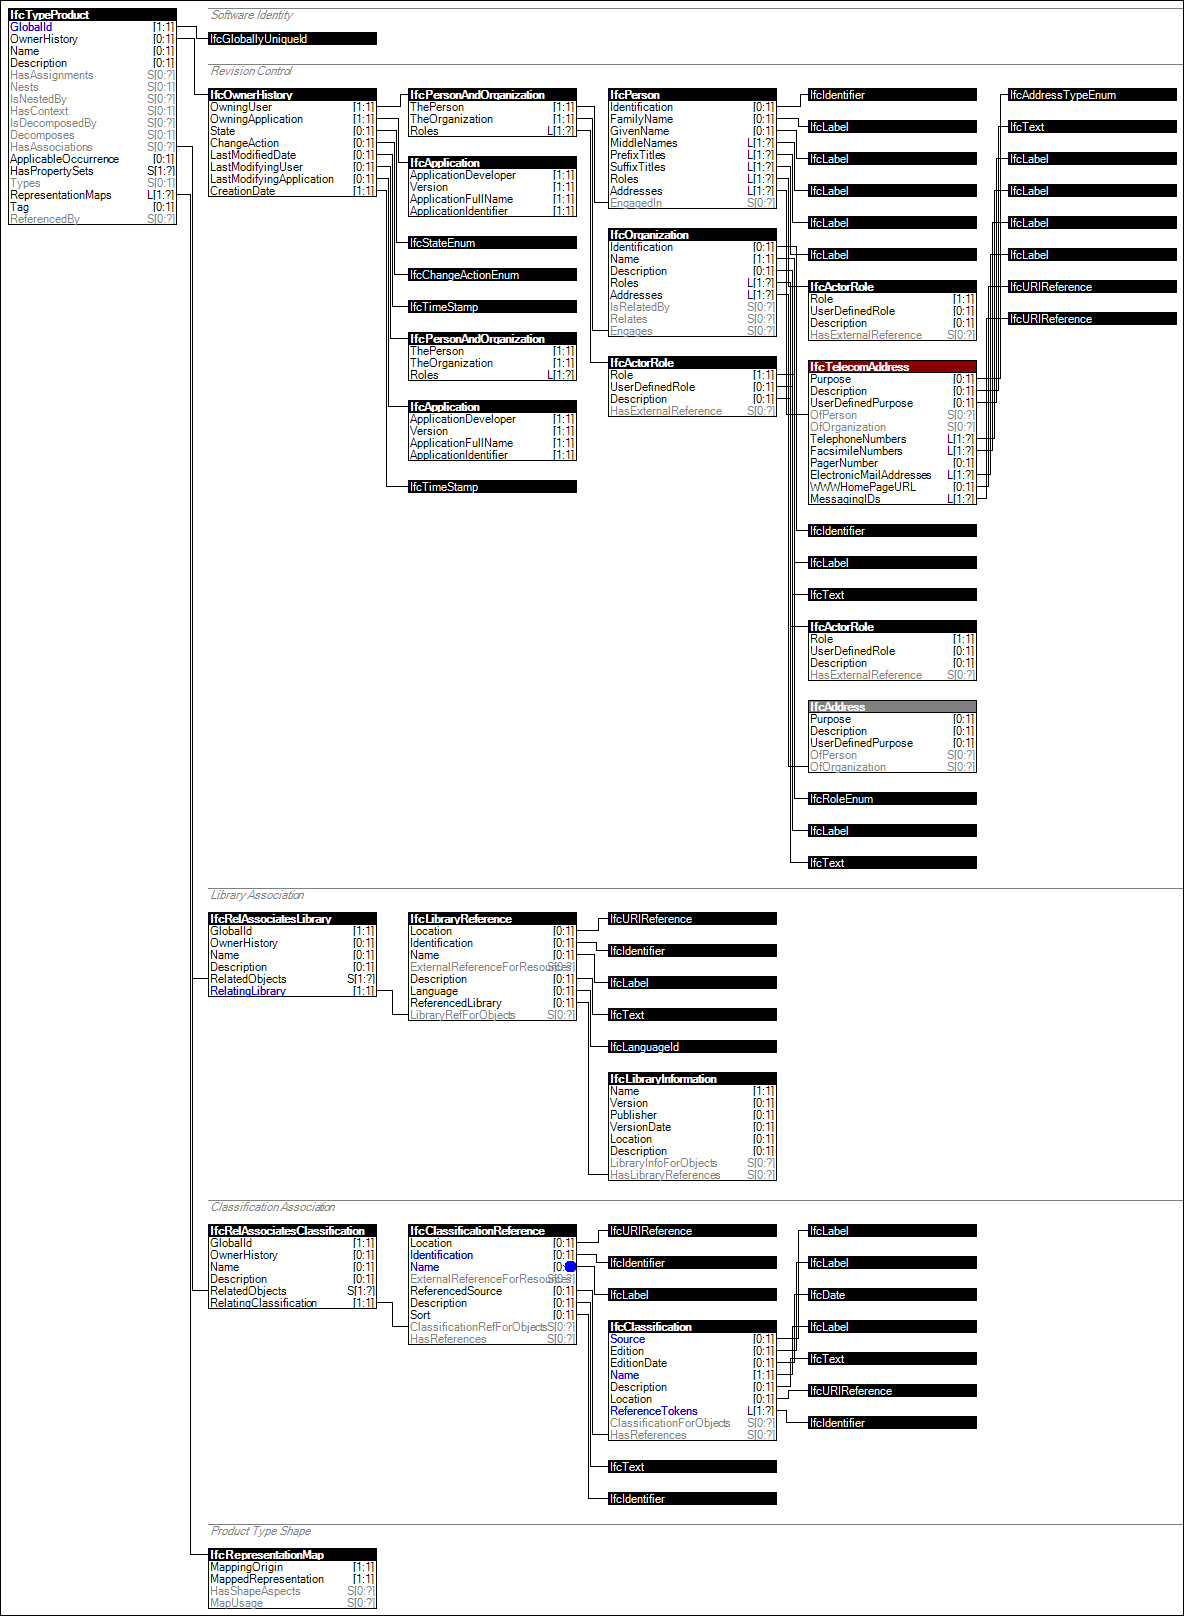 IfcTypeProduct
GlobalId [1:1]
OwnerHistory [0:1]
Name [0:1]
Description [0:1]
HasAssignments S[0:?]
Nests S[0:1]
IsNestedBy S[0:?]
HasContext S[0:1]
IsDecomposedBy S[0:?]
Decomposes S[0:1]
HasAssociations S[0:?]
ApplicableOccurrence [0:1]
HasPropertySets S[1:?]
Types S[0:1]
RepresentationMaps L[1:?]
Tag [0:1]
ReferencedBy S[0:?]
Software Identity
IfcGloballyUniqueId
Revision Control
IfcOwnerHistory
OwningUser [1:1]
OwningApplication [1:1]
State [0:1]
ChangeAction [0:1]
LastModifiedDate [0:1]
LastModifyingUser [0:1]
LastModifyingApplication [0:1]
CreationDate [1:1]
IfcPersonAndOrganization
ThePerson [1:1]
TheOrganization [1:1]
Roles L[1:?]
IfcApplication
ApplicationDeveloper [1:1]
Version [1:1]
ApplicationFullName [1:1]
ApplicationIdentifier [1:1]
IfcStateEnum
IfcChangeActionEnum
IfcTimeStamp
IfcPersonAndOrganization
ThePerson [1:1]
TheOrganization [1:1]
Roles L[1:?]
IfcApplication
ApplicationDeveloper [1:1]
Version [1:1]
ApplicationFullName [1:1]
ApplicationIdentifier [1:1]
IfcTimeStamp
IfcPerson
Identification [0:1]
FamilyName [0:1]
GivenName [0:1]
MiddleNames L[1:?]
PrefixTitles L[1:?]
SuffixTitles L[1:?]
Roles L[1:?]
Addresses L[1:?]
EngagedIn S[0:?]
IfcOrganization
Identification [0:1]
Name [1:1]
Description [0:1]
Roles L[1:?]
Addresses L[1:?]
IsRelatedBy S[0:?]
Relates S[0:?]
Engages S[0:?]
IfcActorRole
Role [1:1]
UserDefinedRole [0:1]
Description [0:1]
HasExternalReference S[0:?]
IfcIdentifier
IfcLabel
IfcLabel
IfcLabel
IfcLabel
IfcLabel
IfcActorRole
Role [1:1]
UserDefinedRole [0:1]
Description [0:1]
HasExternalReference S[0:?]
IfcTelecomAddress
Purpose [0:1]
Description [0:1]
UserDefinedPurpose [0:1]
OfPerson S[0:?]
OfOrganization S[0:?]
TelephoneNumbers L[1:?]
FacsimileNumbers L[1:?]
PagerNumber [0:1]
ElectronicMailAddresses L[1:?]
WWWHomePageURL [0:1]
MessagingIDs L[1:?]
IfcIdentifier
IfcLabel
IfcText
IfcActorRole
Role [1:1]
UserDefinedRole [0:1]
Description [0:1]
HasExternalReference S[0:?]
IfcAddress
Purpose [0:1]
Description [0:1]
UserDefinedPurpose [0:1]
OfPerson S[0:?]
OfOrganization S[0:?]
IfcRoleEnum
IfcLabel
IfcText
IfcAddressTypeEnum
IfcText
IfcLabel
IfcLabel
IfcLabel
IfcLabel
IfcURIReference
IfcURIReference
Library Association
IfcRelAssociatesLibrary
GlobalId [1:1]
OwnerHistory [0:1]
Name [0:1]
Description [0:1]
RelatedObjects S[1:?]
RelatingLibrary [1:1]
IfcLibraryReference
Location [0:1]
Identification [0:1]
Name [0:1]
ExternalReferenceForResources S[0:?]
Description [0:1]
Language [0:1]
ReferencedLibrary [0:1]
LibraryRefForObjects S[0:?]
IfcURIReference
IfcIdentifier
IfcLabel
IfcText
IfcLanguageId
IfcLibraryInformation
Name [1:1]
Version [0:1]
Publisher [0:1]
VersionDate [0:1]
Location [0:1]
Description [0:1]
LibraryInfoForObjects S[0:?]
HasLibraryReferences S[0:?]
Classification Association
IfcRelAssociatesClassification
GlobalId [1:1]
OwnerHistory [0:1]
Name [0:1]
Description [0:1]
RelatedObjects S[1:?]
RelatingClassification [1:1]
IfcClassificationReference
Location [0:1]
Identification [0:1]
Name [0:
ExternalReferenceForResources S[0:?]
ReferencedSource [0:1]
Description [0:1]
Sort [0:1]
ClassificationRefForObjects S[0:?]
HasReferences S[0:?]
IfcURIReference
IfcIdentifier
IfcLabel
IfcClassification
Source [0:1]
Edition [0:1]
EditionDate [0:1]
Name [1:1]
Description [0:1]
Location [0:1]
ReferenceTokens L[1:?]
ClassificationForObjects S[0:?]
HasReferences S[0:?]
IfcText
IfcIdentifier
IfcLabel
IfcLabel
IfcDate
IfcLabel
IfcText
IfcURIReference
IfcIdentifier
Product Type Shape
IfcRepresentationMap
MappingOrigin [1:1]
MappedRepresentation [1:1]
HasShapeAspects S[0:?]
MapUsage S[0:?]